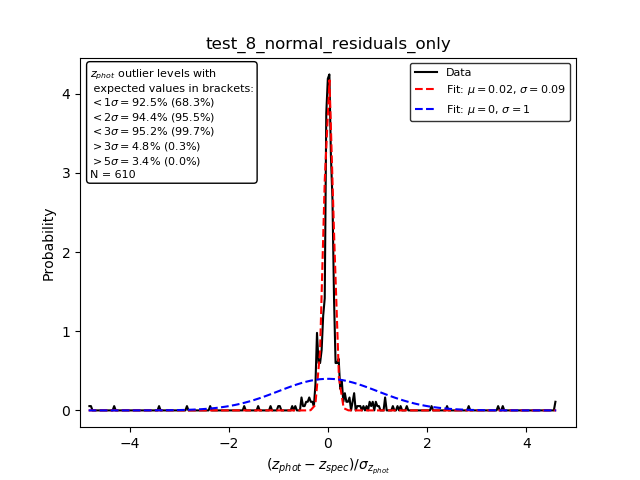 test_8_normal_residuals_only
z_phot outlier levels with
expected values in brackets:
< 1σ = 92.5% (68.3%)
< 2σ = 94.4% (95.5%)
< 3σ = 95.2% (99.7%)
> 3σ = 4.8% (0.3%)
> 5σ = 3.4% (0.0%)
N = 610
Data
Fit: μ = 0.02, σ = 0.09
Fit: μ = 0, σ = 1
Probability
4
3
2
1
0
−4 −2 0 2 4
(z_phot − z_spec)/σ_z_phot